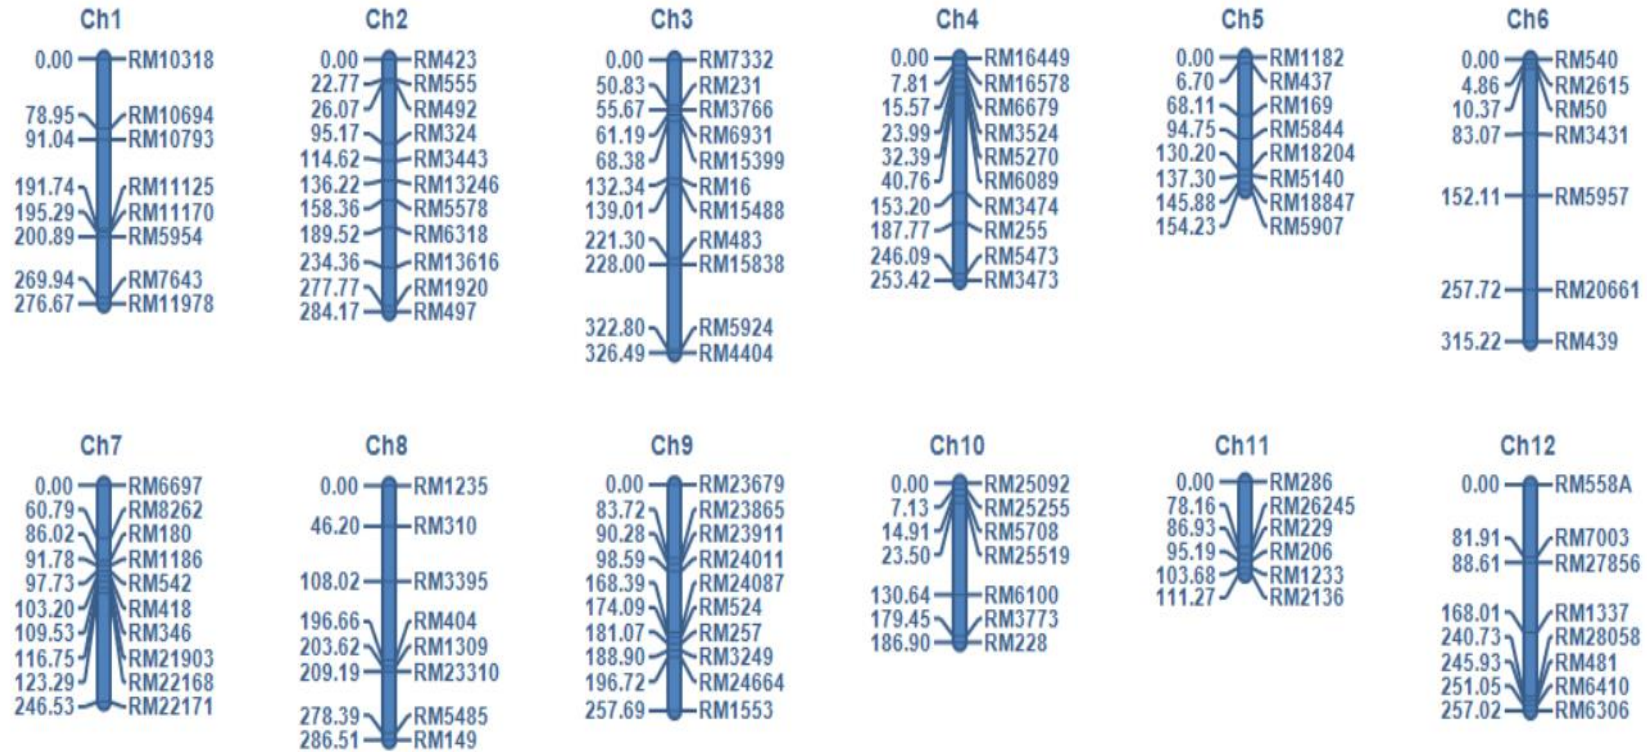 Ch1
0.00 RM10318
78.95 RM10694
91.04 RM10793
191.74 RM11125
195.29 RM11170
200.89 RM5954
269.94 RM7643
276.67 RM11978
Ch2
0.00 RM423
22.77 RM555
26.07 RM492
95.17 RM324
114.62 RM3443
136.22 RM13246
158.36 RM5578
189.52 RM6318
234.36 RM13616
277.77 RM1920
284.17 RM497
Ch3
0.00 RM7332
50.83 RM231
55.67 RM3766
61.19 RM6931
68.38 RM15399
132.34 RM16
139.01 RM15488
221.30 RM483
228.00 RM15838
322.80 RM5924
326.49 RM4404
Ch4
0.00 RM16449
7.81 RM16578
15.57 RM6679
23.99 RM3524
32.39 RM5270
40.76 RM6089
153.20 RM3474
187.77 RM255
246.09 RM5473
253.42 RM3473
Ch5
0.00 RM1182
6.70 RM437
68.11 RM169
94.75 RM5844
130.20 RM18204
137.30 RM5140
145.88 RM18847
154.23 RM5907
Ch6
0.00 RM540
4.86 RM2615
10.37 RM50
83.07 RM3431
152.11 RM5957
257.72 RM20661
315.22 RM439
Ch7
0.00 RM6697
60.79 RM8262
86.02 RM180
91.78 RM1186
97.73 RM542
103.20 RM418
109.53 RM346
116.75 RM21903
123.29 RM22168
246.53 RM22171
Ch8
0.00 RM1235
46.20 RM310
108.02 RM3395
196.66 RM404
203.62 RM1309
209.19 RM23310
278.39 RM5485
286.51 RM149
Ch9
0.00 RM23679
83.72 RM23865
90.28 RM23911
98.59 RM24011
168.39 RM24087
174.09 RM524
181.07 RM257
188.90 RM3249
196.72 RM24664
257.69 RM1553
Ch10
0.00 RM25092
7.13 RM25255
14.91 RM5708
23.50 RM25519
130.64 RM6100
179.45 RM3773
186.90 RM228
Ch11
0.00 RM286
78.16 RM26245
86.93 RM229
95.19 RM206
103.68 RM1233
111.27 RM2136
Ch12
0.00 RM558A
81.91 RM7003
88.61 RM27856
168.01 RM1337
240.73 RM28058
245.93 RM481
251.05 RM6410
257.02 RM6306